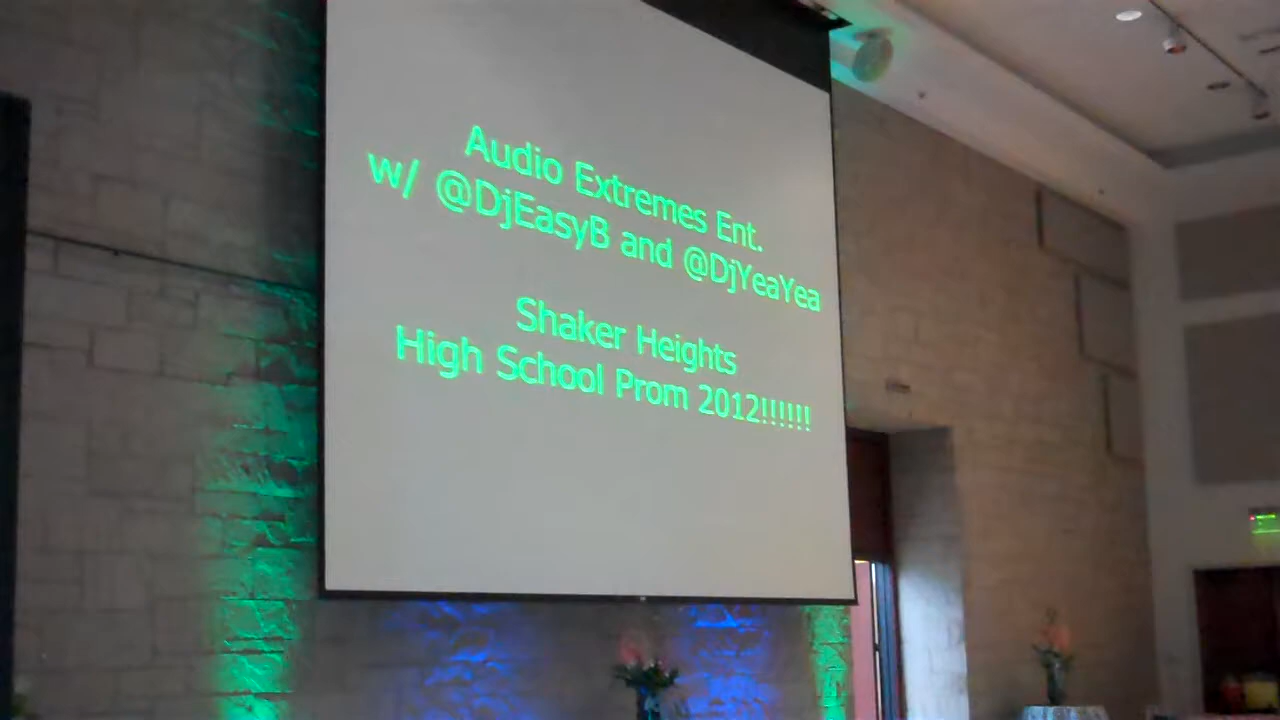 Audio Extremes Ent.
w/ @DjEasyB and @DjYeaYea
Shaker Heights
High School Prom 2012!!!!!!